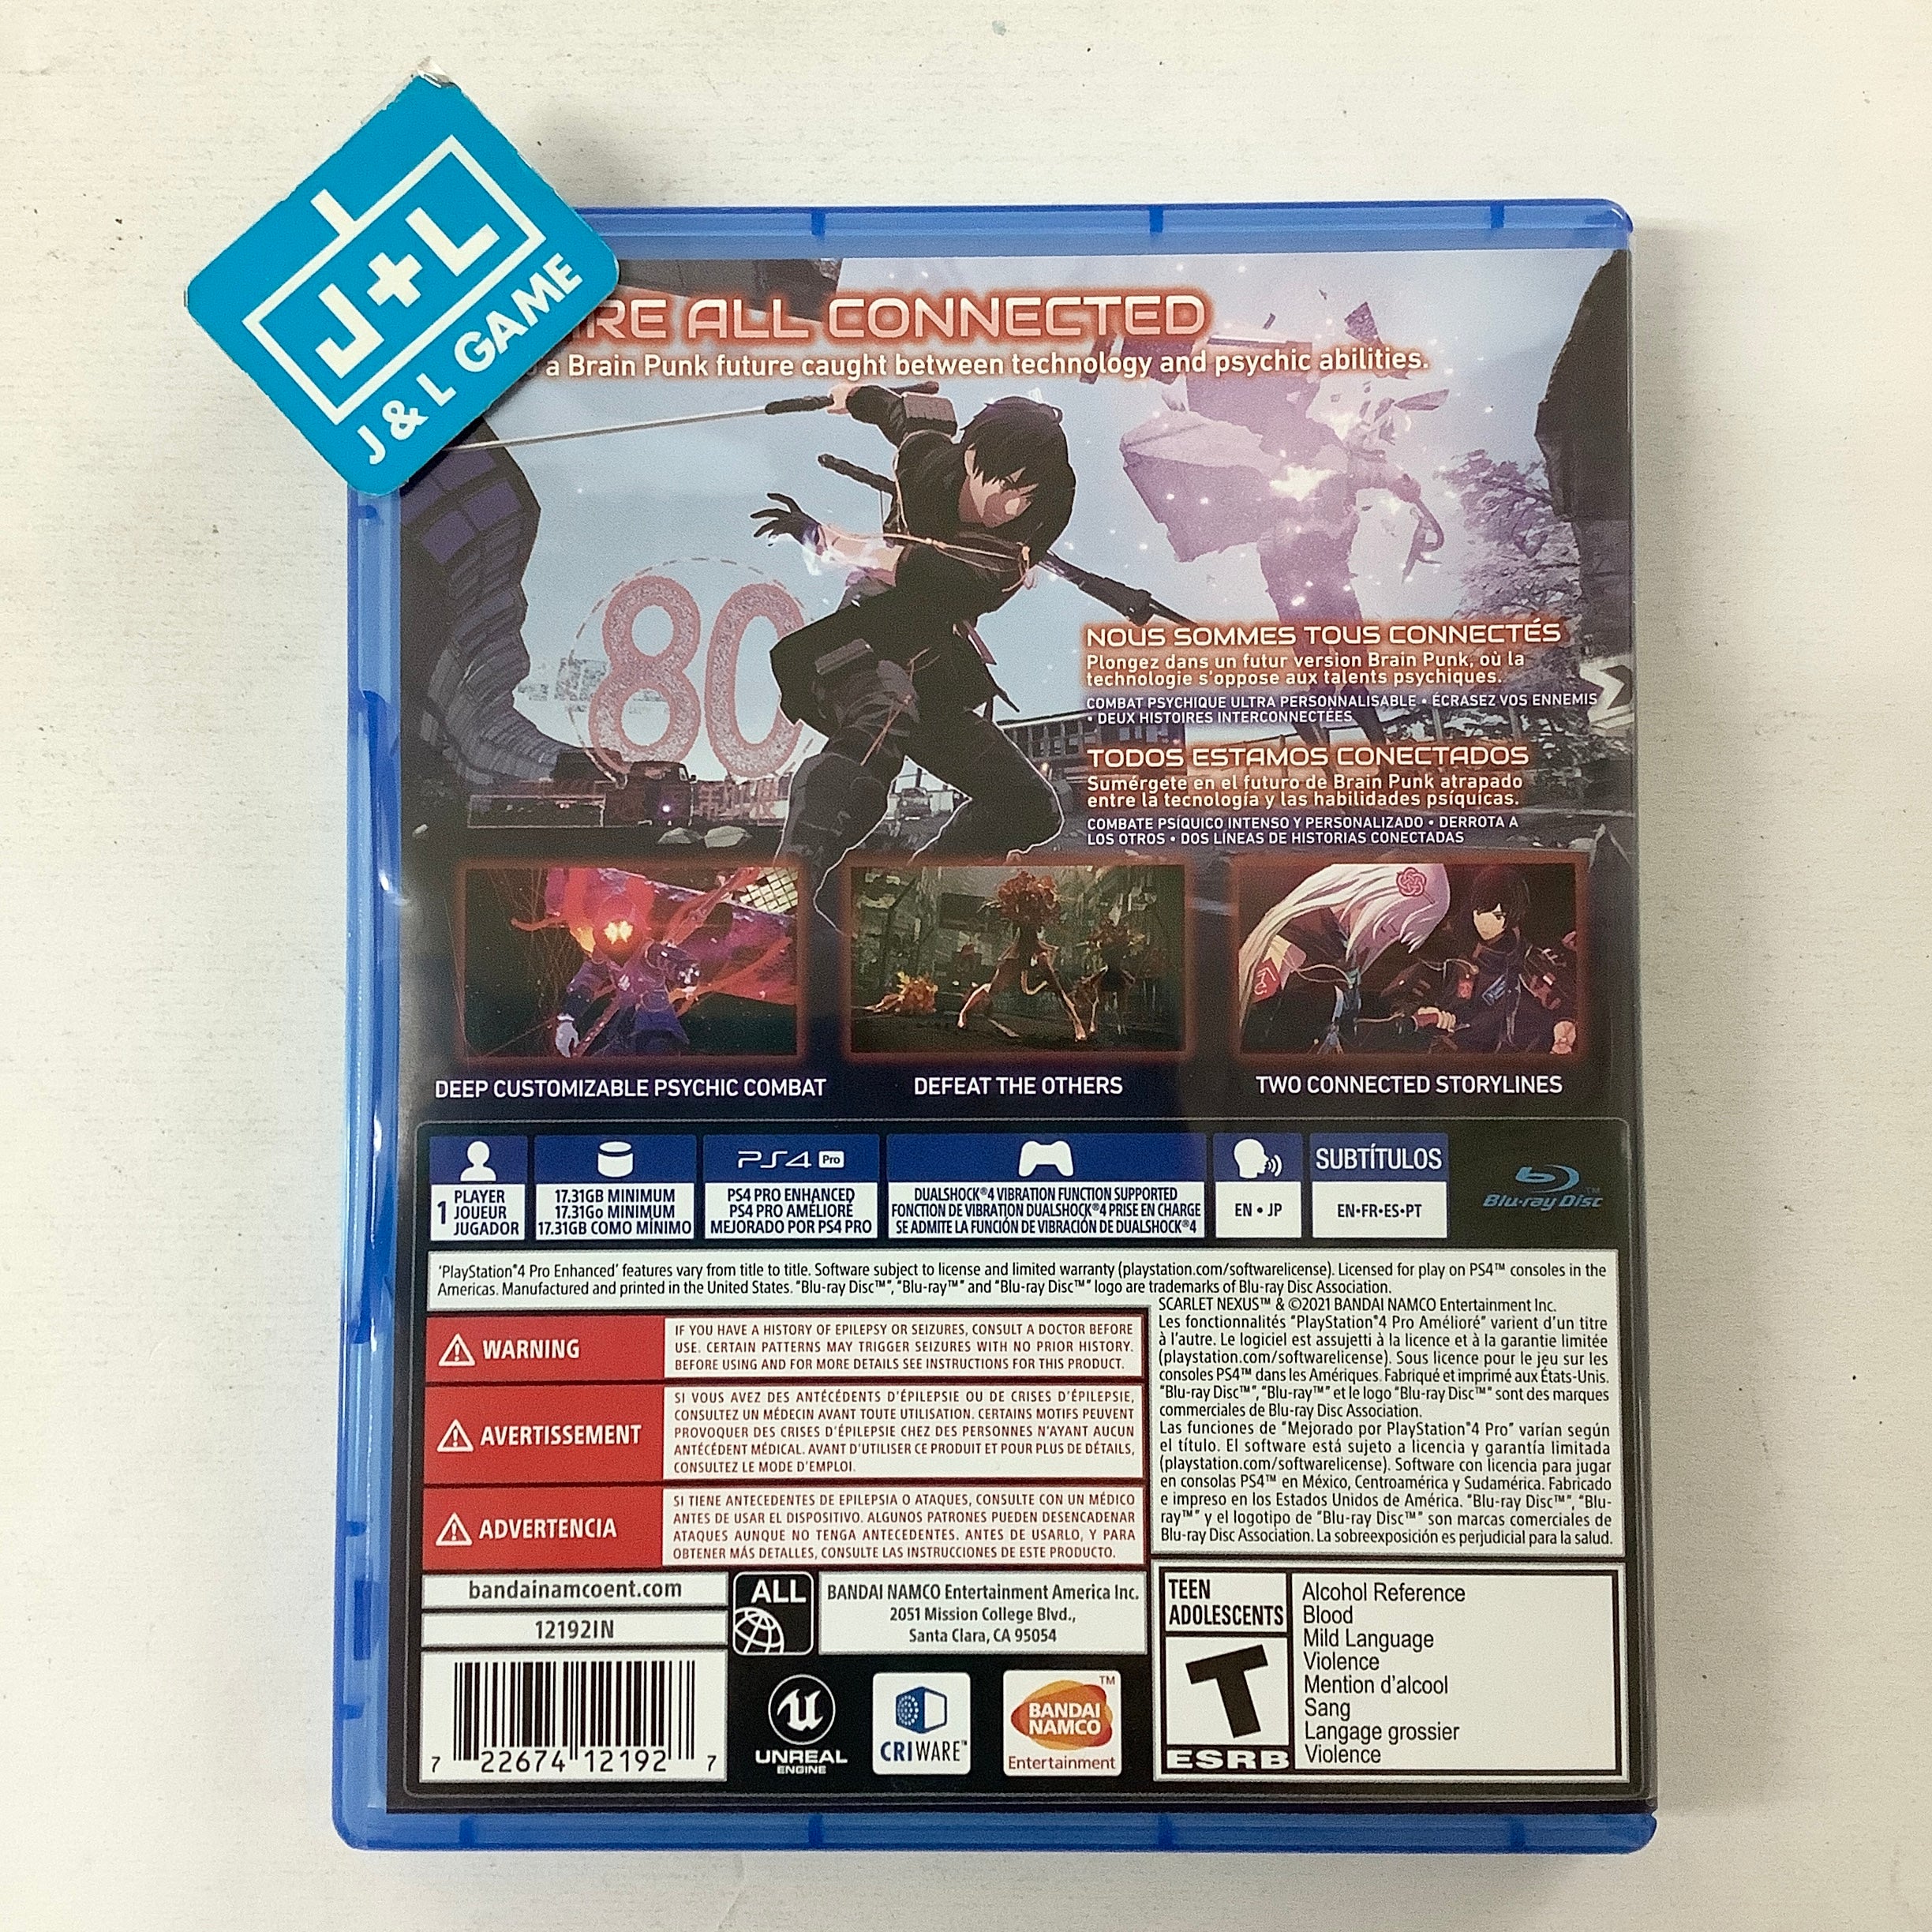 J+L
J & L GAME
ARE ALL CONNECTED
a Brain Punk future caught between technology and psychic abilities.
80
NOUS SOMMES TOUS CONNECTÉS
Plongez dans un futur version Brain Punk, où la
technologie s'oppose aux talents psychiques.
COMBAT PSYCHIQUE ULTRA PERSONNALISABLE • ÉCRASEZ VOS ENNEMIS
• DEUX HISTOIRES INTERCONNECTÉES
TODOS ESTAMOS CONECTADOS
Sumérgete en el futuro de Brain Punk atrapado
entre la tecnología y las habilidades psíquicas.
COMBATE PSÍQUICO INTENSO Y PERSONALIZADO • DERROTA A
LOS OTROS • DOS LÍNEAS DE HISTORIAS CONECTADAS
DEEP CUSTOMIZABLE PSYCHIC COMBAT
DEFEAT THE OTHERS
TWO CONNECTED STORYLINES
1 PLAYER
JOUEUR
JUGADOR
17.31GB MINIMUM
17.31Go MINIMUM
17.31GB COMO MÍNIMO
PS4 Pro
PS4 PRO ENHANCED
PS4 PRO AMÉLIORÉ
MEJORADO POR PS4 PRO
DUALSHOCK®4 VIBRATION FUNCTION SUPPORTED
FONCTION DE VIBRATION DUALSHOCK®4 PRISE EN CHARGE
SE ADMITE LA FUNCIÓN DE VIBRACIÓN DE DUALSHOCK®4
EN • JP
SUBTÍTULOS
EN•FR•ES•PT
Blu-ray Disc™
'PlayStation®4 Pro Enhanced' features vary from title to title. Software subject to license and limited warranty (playstation.com/softwarelicense). Licensed for play on PS4™ consoles in the
Americas. Manufactured and printed in the United States. "Blu-ray Disc™", "Blu-ray™" and "Blu-ray Disc™" logo are trademarks of Blu-ray Disc Association.
SCARLET NEXUS™ & ©2021 BANDAI NAMCO Entertainment Inc.
Les fonctionnalités "PlayStation®4 Pro Amélioré" varient d'un titre
à l'autre. Le logiciel est assujetti à la licence et à la garantie limitée
(playstation.com/softwarelicense). Sous licence pour le jeu sur les
consoles PS4™ dans les Amériques. Fabriqué et imprimé aux États-Unis.
"Blu-ray Disc™", "Blu-ray™" et le logo "Blu-ray Disc™" sont des marques
commerciales de Blu-ray Disc Association.
Las funciones de "Mejorado por PlayStation®4 Pro" varían según
el título. El software está sujeto a licencia y garantía limitada
(playstation.com/softwarelicense). Software con licencia para jugar
en consolas PS4™ en México, Centroamérica y Sudamérica. Fabricado
e impreso en los Estados Unidos de América. "Blu-ray Disc™", "Blu-
ray™" y el logotipo de "Blu-ray Disc™" son marcas comerciales de
Blu-ray Disc Association. La sobreexposición es perjudicial para la salud.
WARNING
IF YOU HAVE A HISTORY OF EPILEPSY OR SEIZURES, CONSULT A DOCTOR BEFORE
USE. CERTAIN PATTERNS MAY TRIGGER SEIZURES WITH NO PRIOR HISTORY.
BEFORE USING AND FOR MORE DETAILS SEE INSTRUCTIONS FOR THIS PRODUCT.
AVERTISSEMENT
SI VOUS AVEZ DES ANTÉCÉDENTS D'ÉPILEPSIE OU DE CRISES D'ÉPILEPSIE,
CONSULTEZ UN MÉDECIN AVANT TOUTE UTILISATION. CERTAINS MOTIFS PEUVENT
PROVOQUER DES CRISES D'ÉPILEPSIE CHEZ DES PERSONNES N'AYANT AUCUN
ANTÉCÉDENT MÉDICAL. AVANT D'UTILISER CE PRODUIT ET POUR PLUS DE DÉTAILS,
CONSULTEZ LE MODE D'EMPLOI.
ADVERTENCIA
SI TIENE ANTECEDENTES DE EPILEPSIA O ATAQUES, CONSULTE CON UN MÉDICO
ANTES DE USAR EL DISPOSITIVO. ALGUNOS PATRONES PUEDEN DESENCADENAR
ATAQUES AUNQUE NO TENGA ANTECEDENTES. ANTES DE USARLO, Y PARA
OBTENER MÁS DETALLES, CONSULTE LAS INSTRUCCIONES DE ESTE PRODUCTO.
bandainamcoent.com
12192IN
ALL
BANDAI NAMCO Entertainment America Inc.
2051 Mission College Blvd.,
Santa Clara, CA 95054
7 22674 12192 7
UNREAL
ENGINE
CRIWARE™
BANDAI
NAMCO
Entertainment
TM
TEEN
ADOLESCENTS
T
ESRB
Alcohol Reference
Blood
Mild Language
Violence
Mention d'alcool
Sang
Langage grossier
Violence